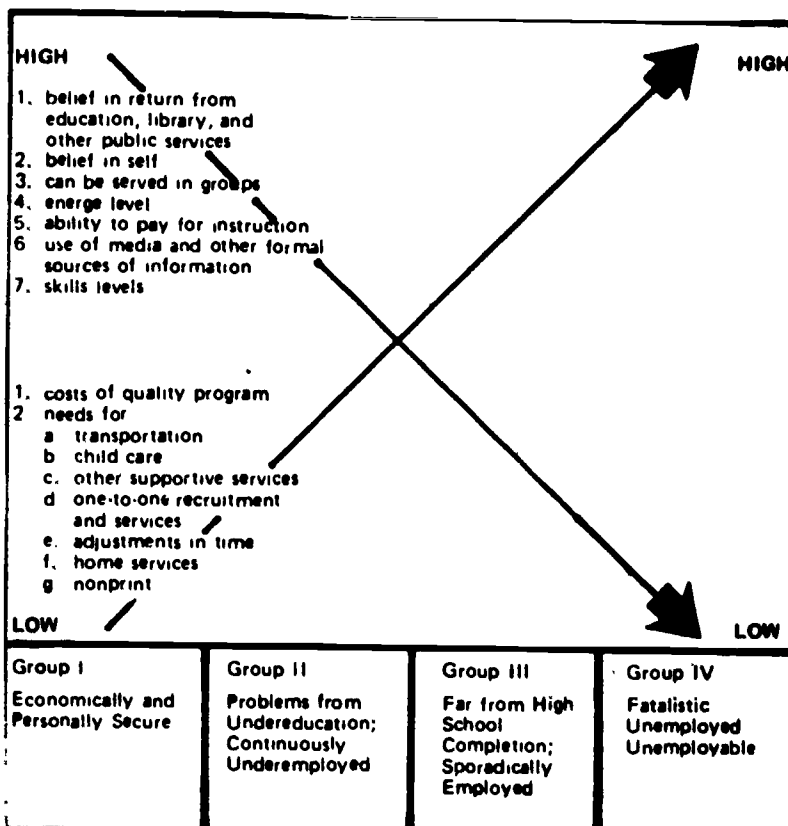 HIGH
HIGH
1. belief in return from
education, library, and
other public services
2. belief in self
3. can be served in groups
4. energe level
5. ability to pay for instruction
6 use of media and other formal
sources of information
7. skills levels
1. costs of quality program
2 needs for
a transportation
b child care
c. other supportive services
d one-to-one recruitment
and services
e. adjustments in time
f. home services
g nonprint
LOW
LOW
Group I
Economically and
Personally Secure
Group II
Problems from
Undereducation;
Continuously
Underemployed
Group III
Far from High
School
Completion;
Sporadically
Employed
Group IV
Fatalistic
Unemployed
Unemployable